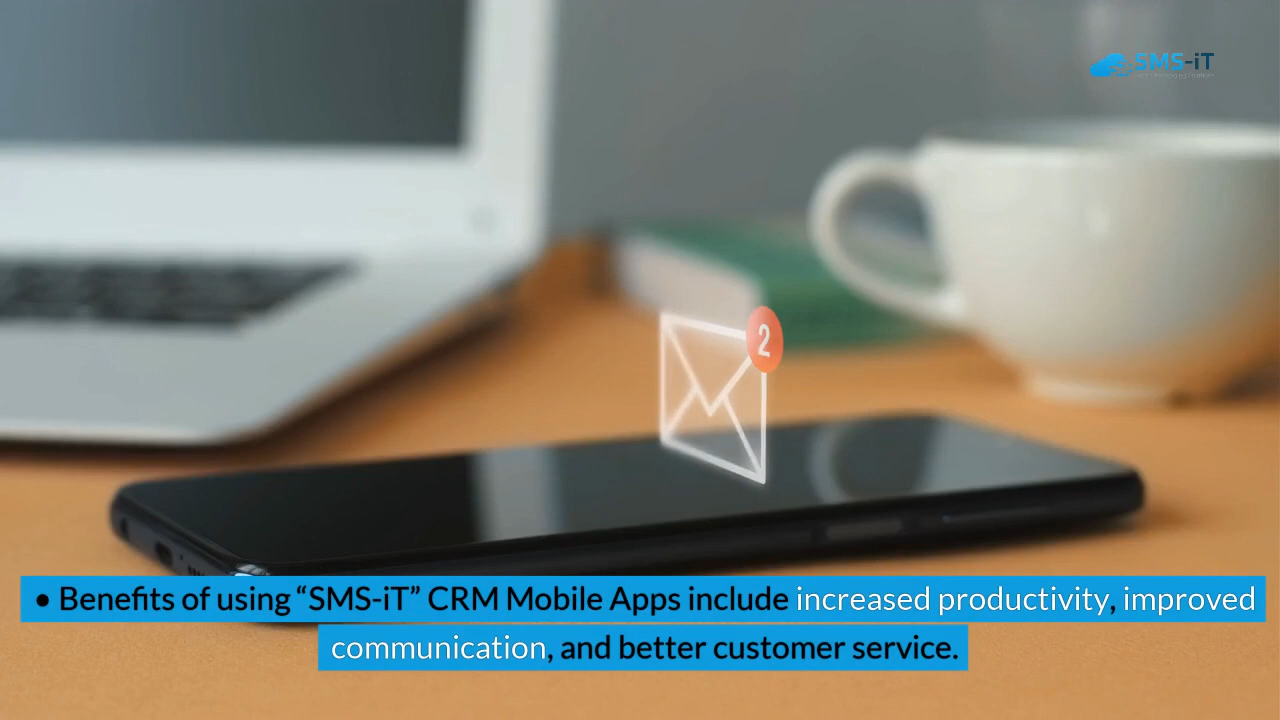 SMS-iT
2
• Benefits of using “SMS-iT” CRM Mobile Apps include increased productivity, improved
communication, and better customer service.